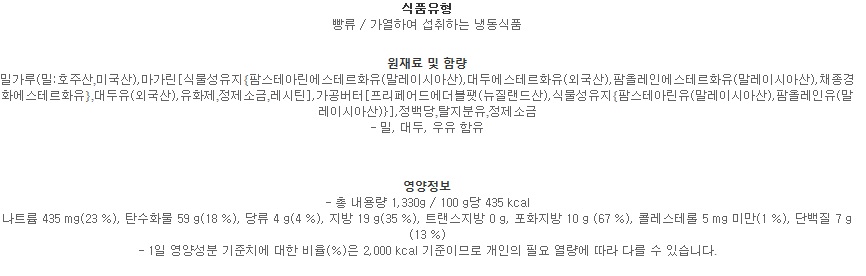 식품유형
빵류 / 가열하여 섭취하는 냉동식품
원재료 및 함량
밀가루(밀:호주산,미국산),마가린[식물성유지{팜스테아린에스테르화유(말레이시아산),대두에스테르화유(외국산),팜올레인에스테르화유(말레이시아산),채종경
화에스테르화유},대두유(외국산),유화제,정제소금,레시틴],가공버터[프리페어드에더블팻(뉴질랜드산),식물성유지{팜스테아린유(말레이시아산),팜올레인유(말
레이시아산)}],정백당,탈지분유,정제소금
- 밀, 대두, 우유 함유
영양정보
- 총 내용량 1,330g / 100 g당 435 kcal
나트륨 435 mg(23 %), 탄수화물 59 g(18 %), 당류 4 g(4 %), 지방 19 g(35 %), 트랜스지방 0 g, 포화지방 10 g (67 %), 콜레스테롤 5 mg 미만(1 %), 단백질 7 g
(13 %)
- 1일 영양성분 기준치에 대한 비율(%)은 2,000 kcal 기준이므로 개인의 필요 열량에 따라 다를 수 있습니다.